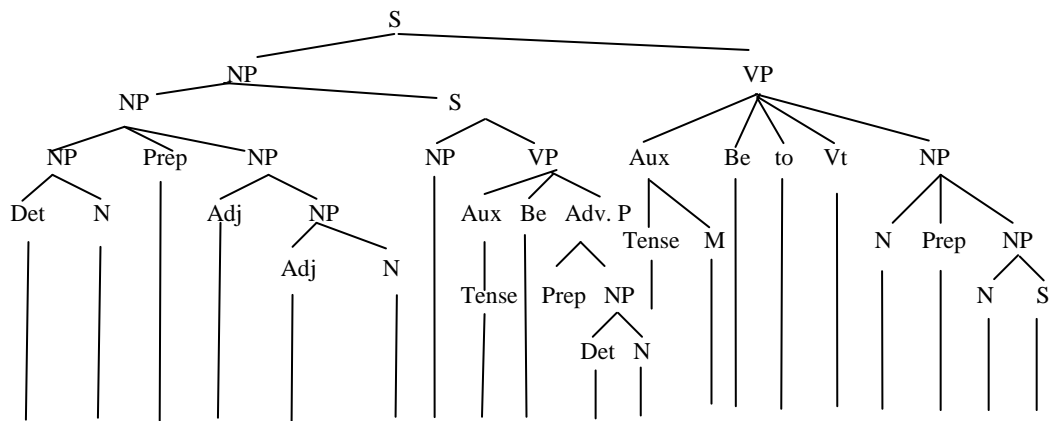 S
NP VP
NP S
NP Prep NP NP VP Aux Be to Vt NP
Det N Adj NP Aux Be Adv. P
Tense M N Prep NP
Adj N Tense Prep NP N S
Det N